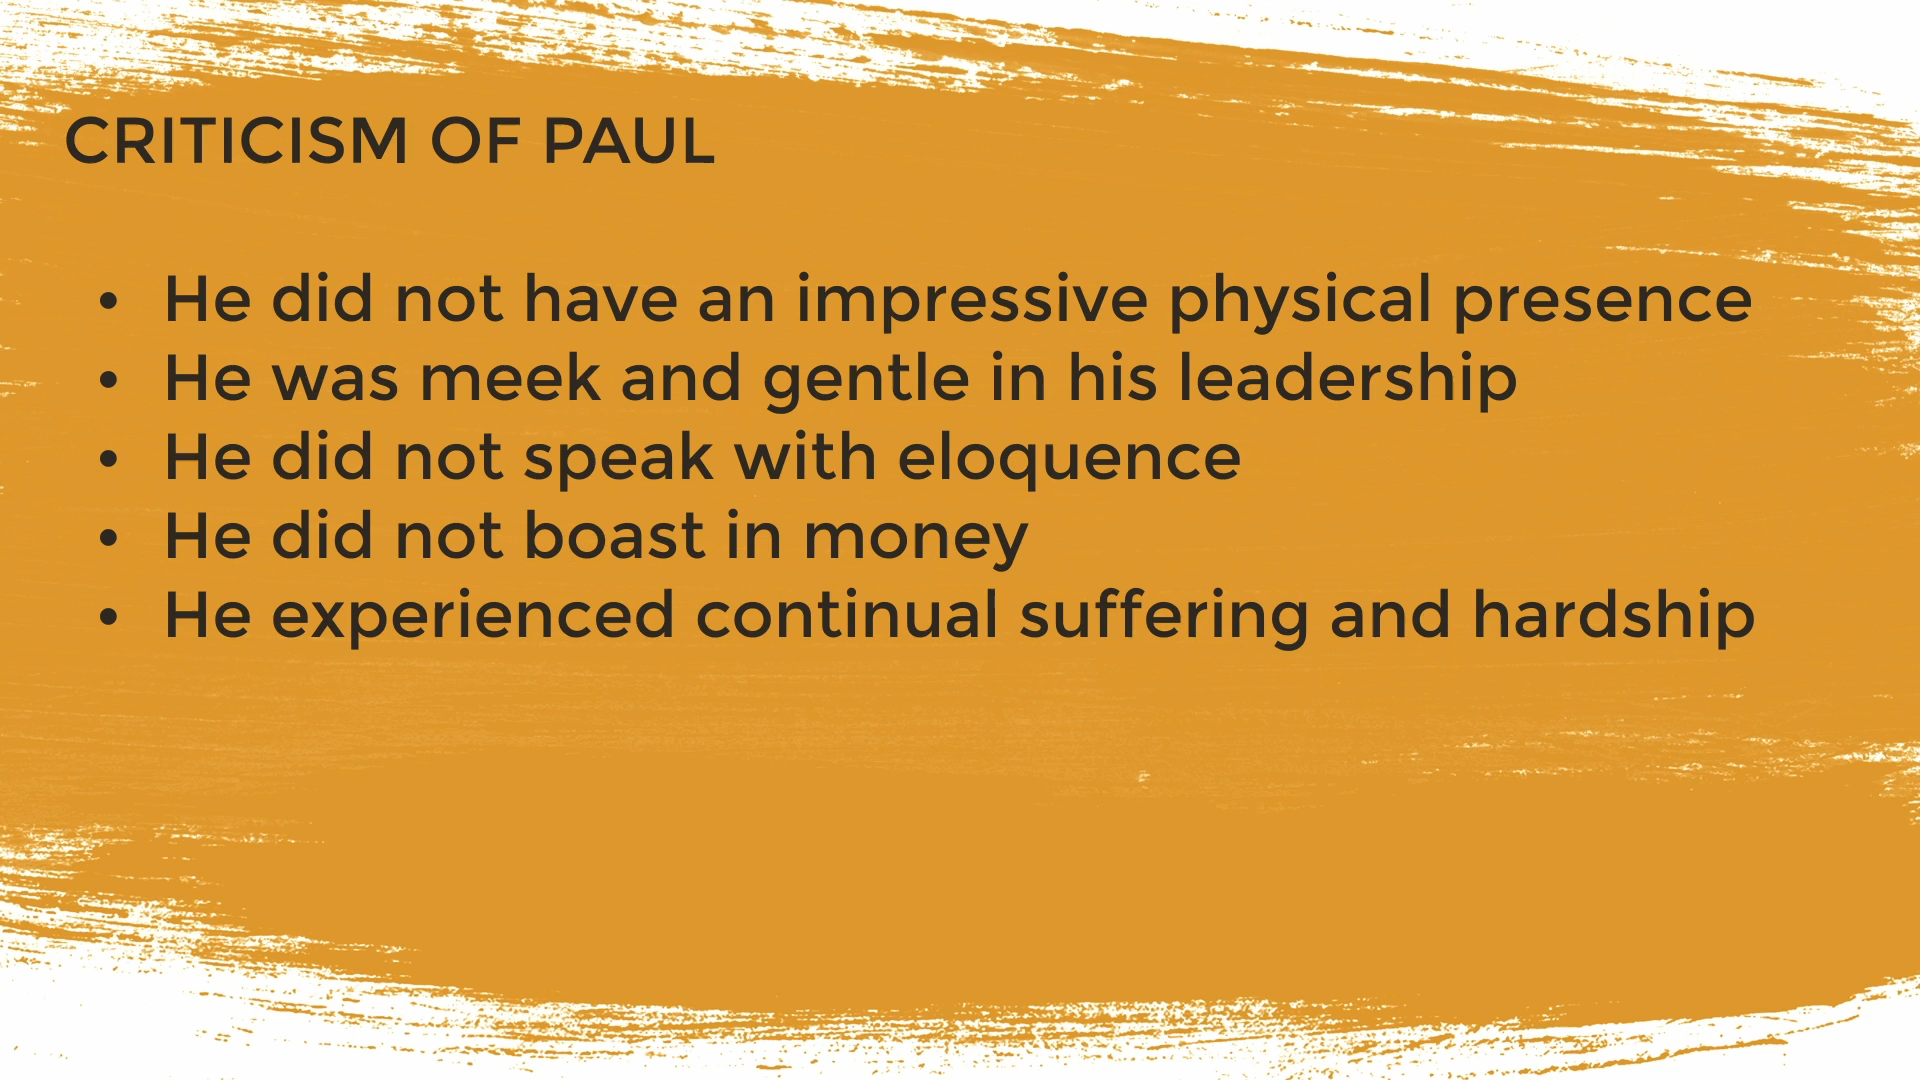 CRITICISM OF PAUL
• He did not have an impressive physical presence
• He was meek and gentle in his leadership
• He did not speak with eloquence
• He did not boast in money
• He experienced continual suffering and hardship